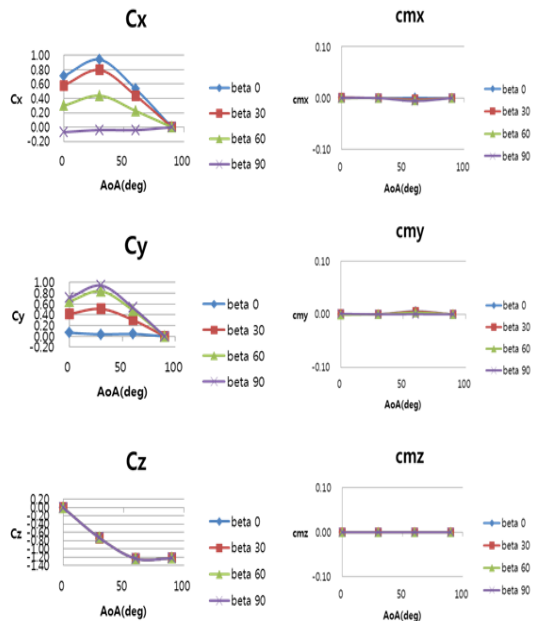 Cx
1.00
0.80
0.60
0.40
0.20
0.00
-0.20
Cx
0
50
100
AoA(deg)
beta 0
beta 30
beta 60
beta 90
cmx
0.10
0.00
-0.10
cmx
0
50
100
AoA(deg)
beta 0
beta 30
beta 60
beta 90
Cy
1.00
0.80
0.60
0.40
0.20
0.00
-0.20
Cy
0
50
100
AoA(deg)
beta 0
beta 30
beta 60
beta 90
cmy
0.10
0.00
-0.10
cmy
0
50
100
AoA(deg)
beta 0
beta 30
beta 60
beta 90
Cz
0.20
0.00
-0.20
-0.40
-0.60
-0.80
-1.00
-1.20
-1.40
Cz
0
50
100
AoA(deg)
beta 0
beta 30
beta 60
beta 90
cmz
0.10
0.00
-0.10
cmz
0
50
100
AoA(deg)
beta 0
beta 30
beta 60
beta 90